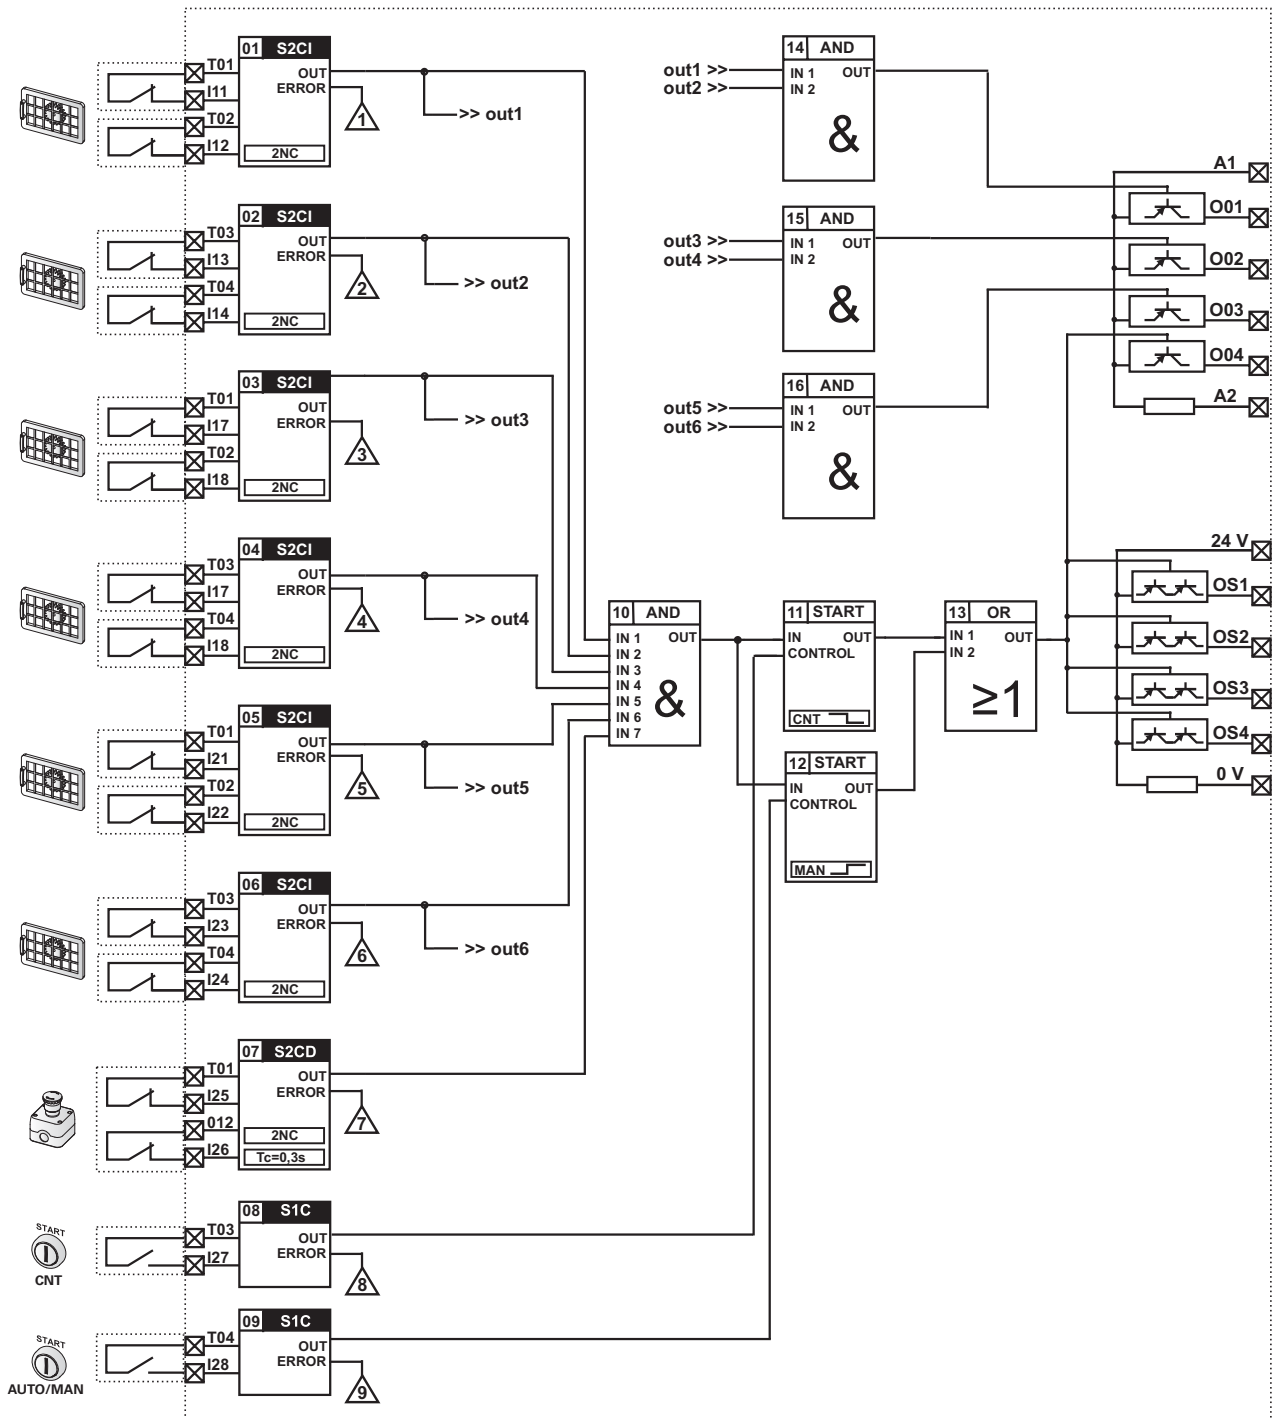 01 S2CI
T01
I11
T02
I12
OUT
ERROR
2NC
1
>> out1
02 S2CI
T03
I13
T04
I14
OUT
ERROR
2NC
2
>> out2
03 S2CI
T01
I17
T02
I18
OUT
ERROR
2NC
3
>> out3
04 S2CI
T03
I17
T04
I18
OUT
ERROR
2NC
4
>> out4
05 S2CI
T01
I21
T02
I22
OUT
ERROR
2NC
5
>> out5
06 S2CI
T03
I23
T04
I24
OUT
ERROR
2NC
6
>> out6
07 S2CD
T01
I25
012
I26
OUT
ERROR
2NC
Tc=0,3s
7
START
CNT
08 S1C
T03
I27
OUT
ERROR
8
START
AUTO/MAN
09 S1C
T04
I28
OUT
ERROR
9
10 AND
IN 1
IN 2
IN 3
IN 4
IN 5
IN 6
IN 7
OUT
&
11 START
IN OUT
CONTROL
CNT
12 START
IN OUT
CONTROL
MAN
13 OR
IN 1 OUT
IN 2
≥1
14 AND
out1 >> IN 1 OUT
out2 >> IN 2
&
15 AND
out3 >> IN 1 OUT
out4 >> IN 2
&
16 AND
out5 >> IN 1 OUT
out6 >> IN 2
&
A1
O01
O02
O03
O04
A2
24 V
OS1
OS2
OS3
OS4
0 V